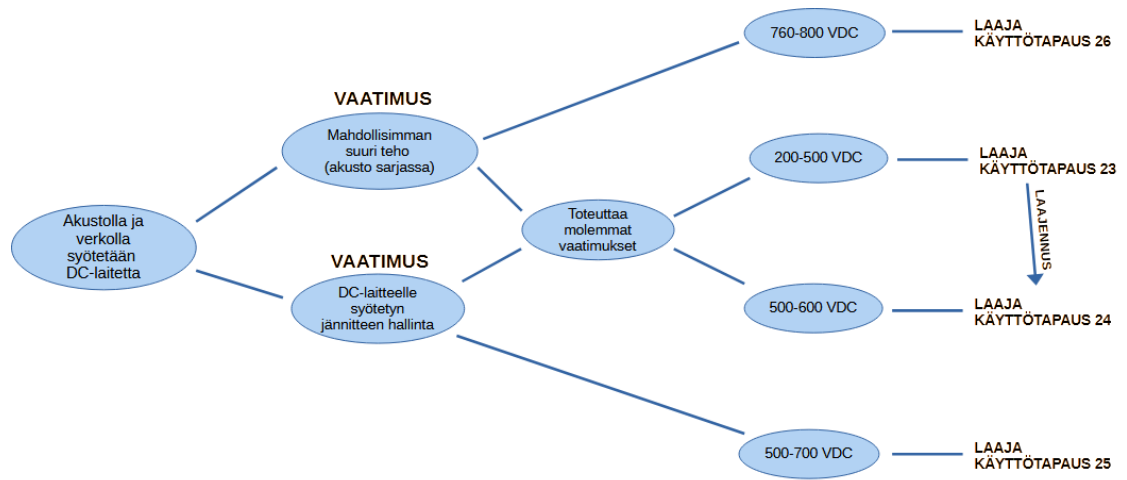 760-800 VDC
LAAJA
KÄYTTÖTAPAUS 26
VAATIMUS
Mahdollisimman
suuri teho
(akusto sarjassa)
200-500 VDC
LAAJA
KÄYTTÖTAPAUS 23
Akustolla ja
verkolla
syötetään
DC-laitetta
Toteuttaa
molemmat
vaatimukset
LAAJENNUS
VAATIMUS
DC-laitteelle
syötetyn
jännitteen hallinta
500-600 VDC
LAAJA
KÄYTTÖTAPAUS 24
500-700 VDC
LAAJA
KÄYTTÖTAPAUS 25